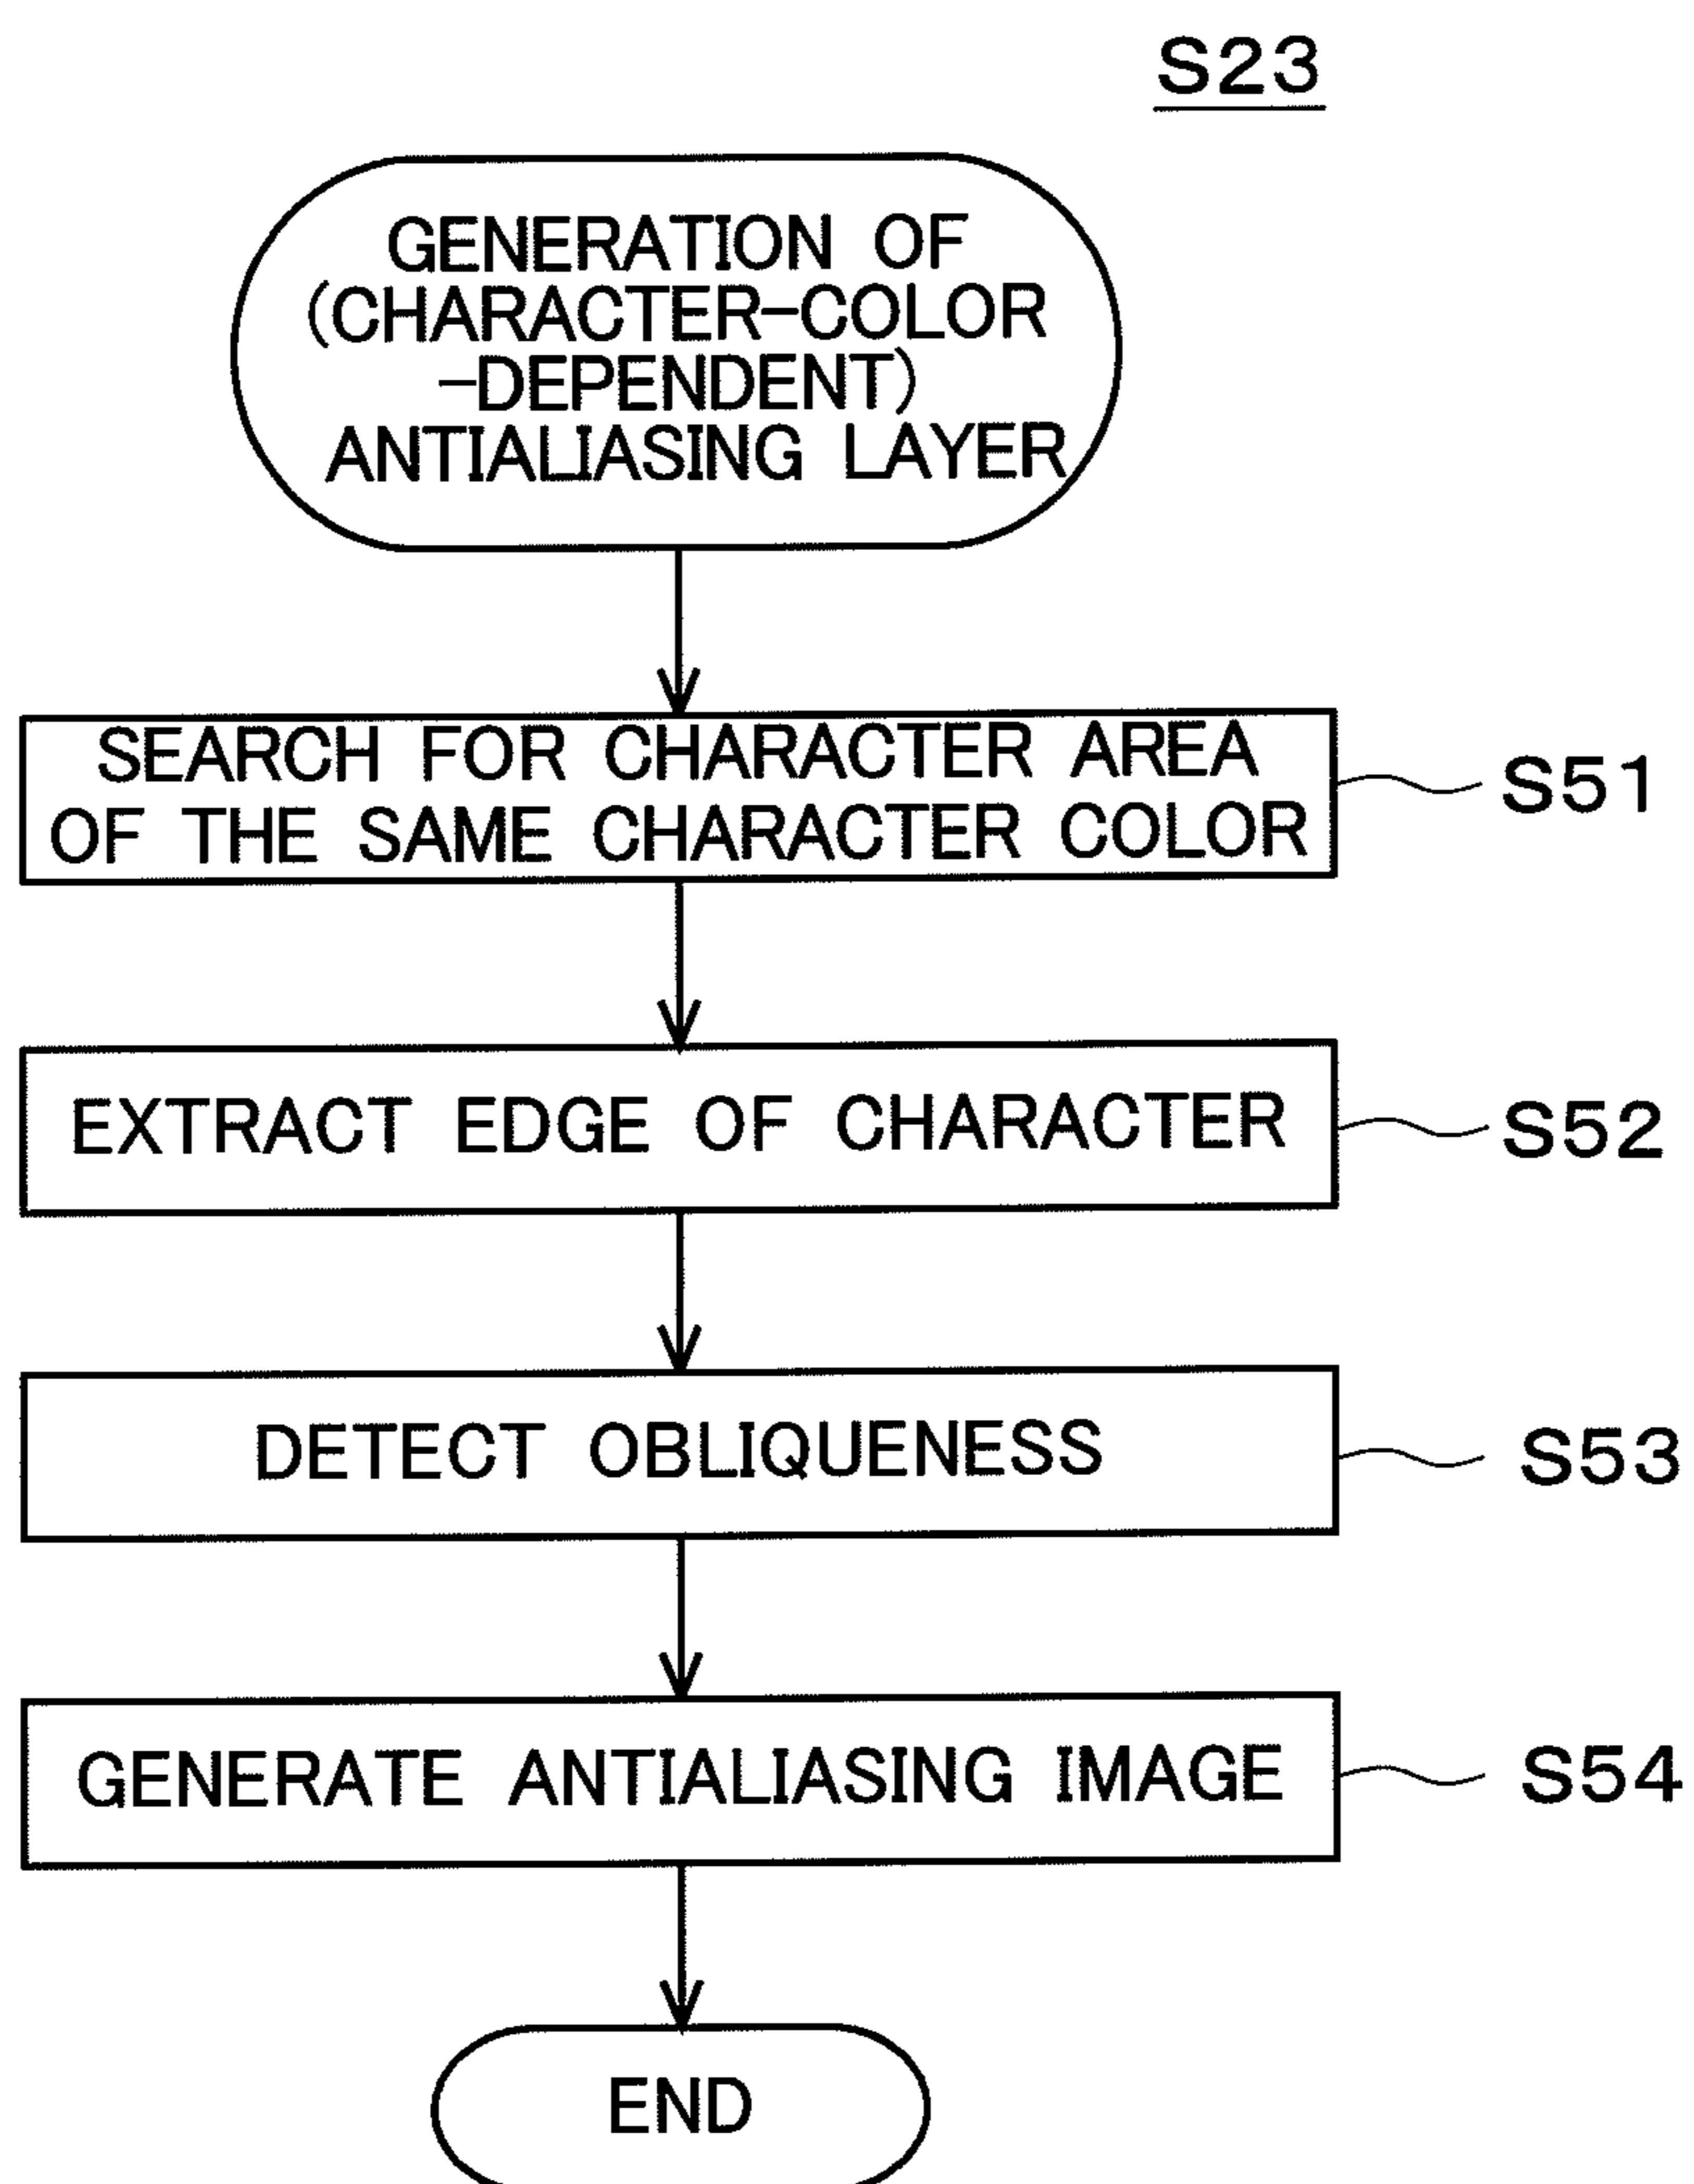 S23
GENERATION OF
(CHARACTER-COLOR
-DEPENDENT)
ANTIALIASING LAYER
SEARCH FOR CHARACTER AREA
OF THE SAME CHARACTER COLOR
S51
EXTRACT EDGE OF CHARACTER
S52
DETECT OBLIQUENESS
S53
GENERATE ANTIALIASING IMAGE
S54
END